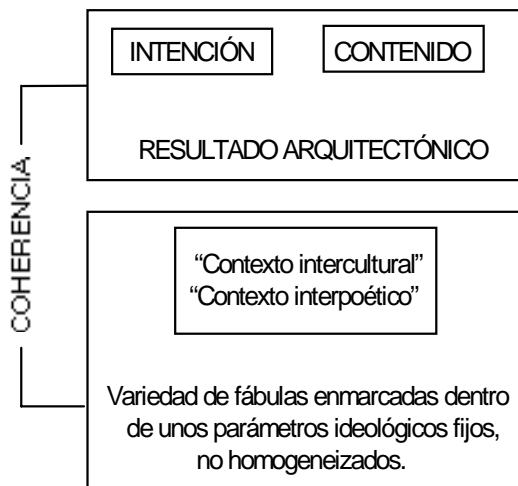 INTENCIÓN
CONTENIDO
RESULTADO ARQUITECTÓNICO
COHERENCIA
“Contexto intercultural”
“Contexto interpoético”
Variedad de fábulas enmarcadas dentro
de unos parámetros ideológicos fijos,
no homogeneizados.